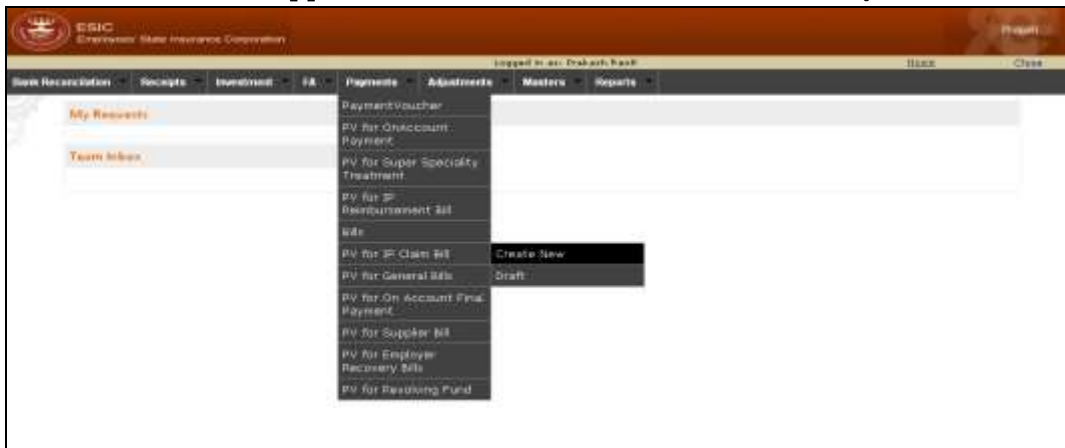 ESIC
Employees' State Insurance Corporation
Logged in as: Prakash Pandit
Home
Close
Bank Reconciliation Receipts Investment FA Payments Adjustments Masters Reports
My Requests
Team Inbox
PaymentVoucher
PV for OnAccount
Payment
PV for Super Speciality
Treatment
PV for IP
Reimbursement Bill
Bills
PV for IP Claim Bill
Create New
PV for General Bills
Draft
PV for On Account Final
Payment
PV for Supplier Bill
PV for Employer
Recovery Bills
PV for Revolving Fund